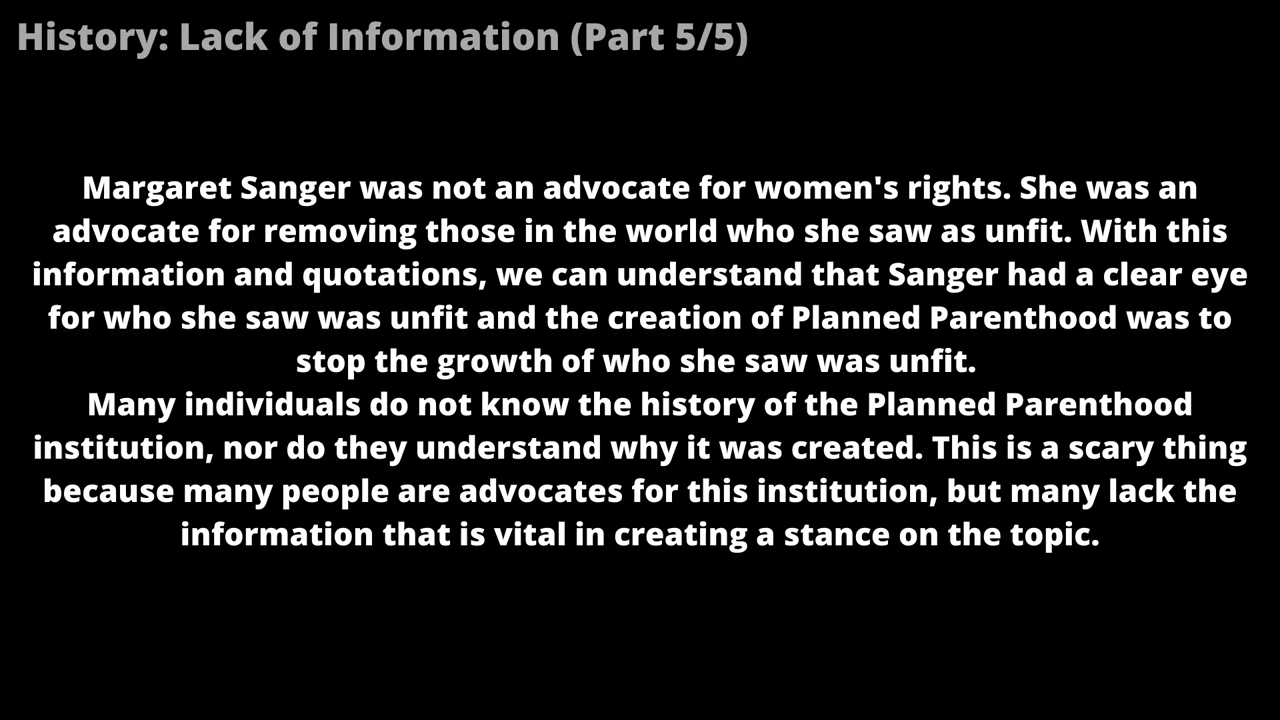 History: Lack of Information (Part 5/5)
Margaret Sanger was not an advocate for women's rights. She was an
advocate for removing those in the world who she saw as unfit. With this
information and quotations, we can understand that Sanger had a clear eye
for who she saw was unfit and the creation of Planned Parenthood was to
stop the growth of who she saw was unfit.
Many individuals do not know the history of the Planned Parenthood
institution, nor do they understand why it was created. This is a scary thing
because many people are advocates for this institution, but many lack the
information that is vital in creating a stance on the topic.